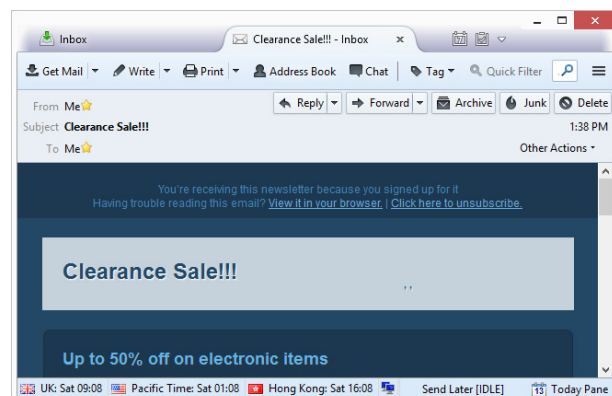 Inbox
Clearance Sale!!! - Inbox
Get Mail Write Print Address Book Chat Tag Quick Filter
From Me Reply Forward Archive Junk Delete
Subject Clearance Sale!!! 1:38 PM
To Me Other Actions
You're receiving this newsletter because you signed up for it
Having trouble reading this email? View it in your browser. | Click here to unsubscribe.
Clearance Sale!!!
, ,
Up to 50% off on electronic items
UK: Sat 09:08 Pacific Time: Sat 01:08 Hong Kong: Sat 16:08 Send Later [IDLE] 13 Today Pane